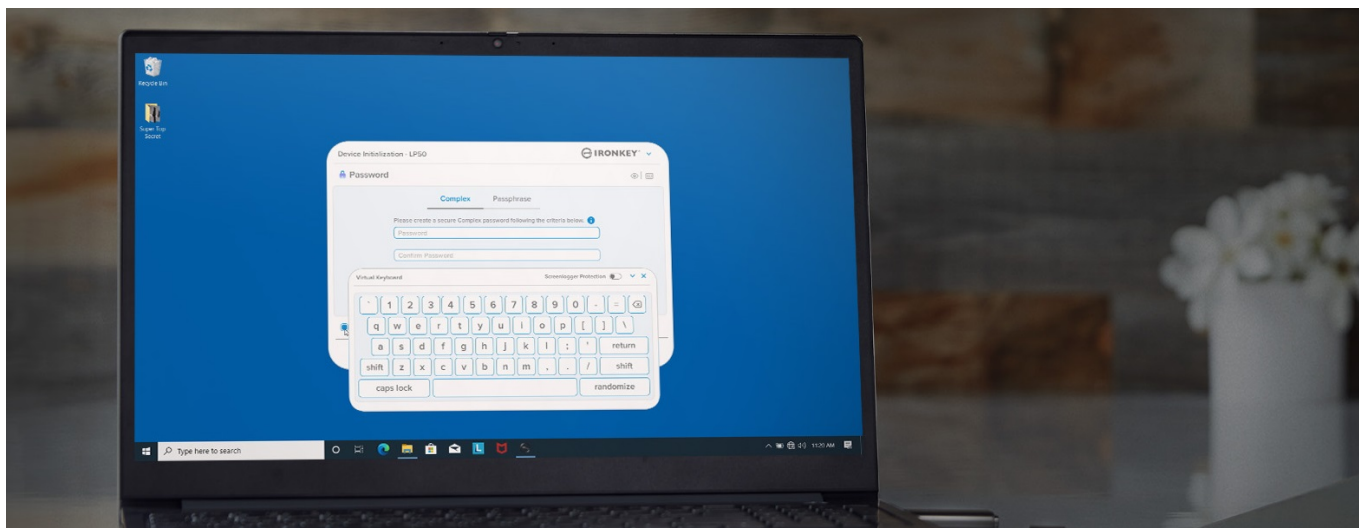 Recycle Bin
Super Top
Secret
Device Initialization - LP50
IRONKEY™
Password
Complex Passphrase
Please create a secure Complex password following the criteria below.
Password
Confirm Password
Virtual Keyboard Screenlogger Protection
` 1 2 3 4 5 6 7 8 9 0 - =
q w e r t y u i o p [ ] \
a s d f g h j k l ; ' return
shift z x c v b n m , . / shift
caps lock randomize
Type here to search
L
11:20 AM